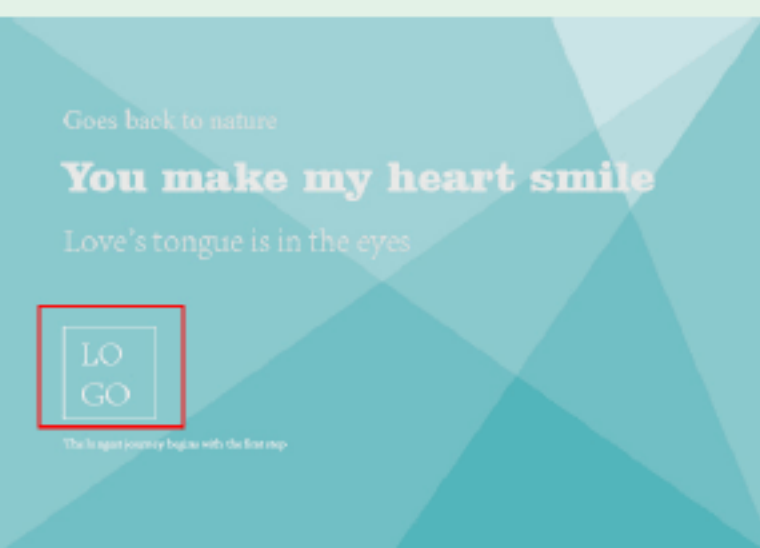 Goes back to nature
You make my heart smile
Love's tongue is in the eyes
LO
GO
The longest journey begins with the first step